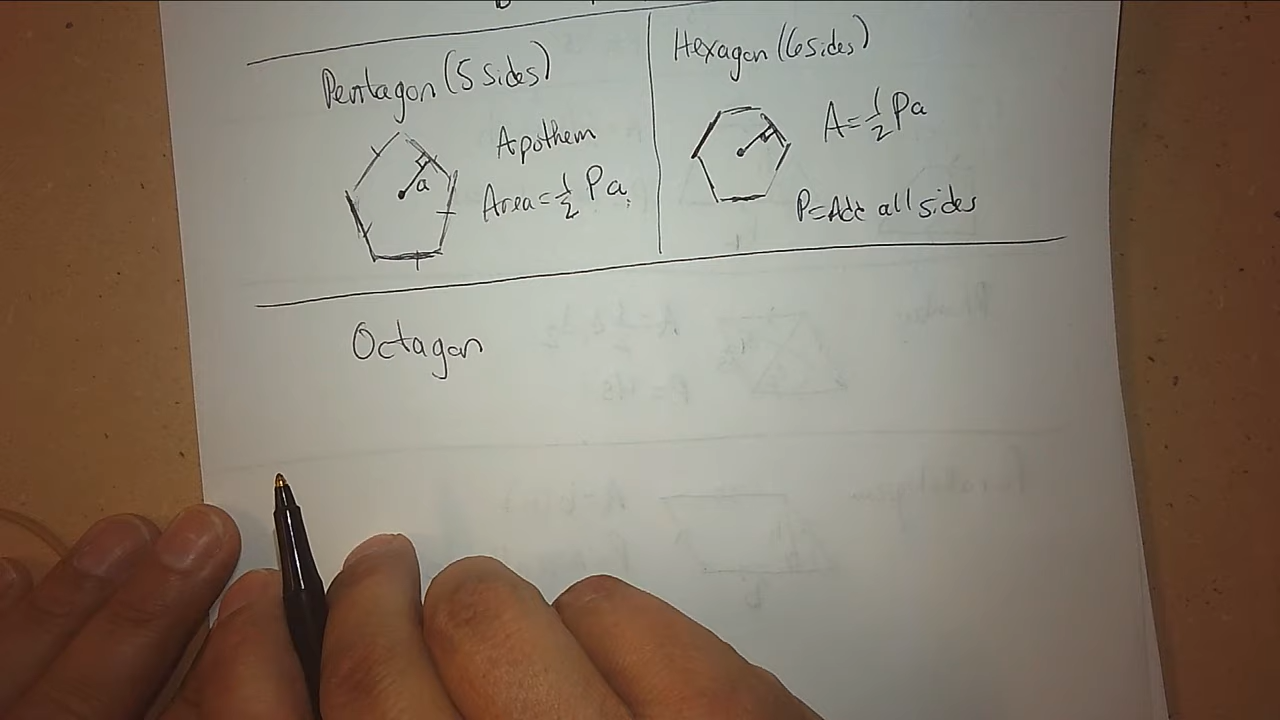 Pentagon (5 sides)
a
Apothem
Area = 1/2 Pa
Hexagon (6 sides)
A = 1/2 Pa
P = Add all sides
Octagon